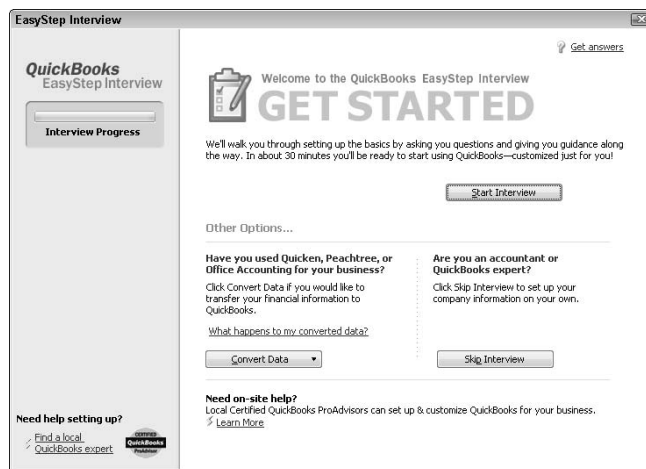 EasyStep Interview
Get answers
QuickBooks
EasyStep Interview
Interview Progress
Welcome to the QuickBooks EasyStep Interview
GET STARTED
We'll walk you through setting up the basics by asking you questions and giving you guidance along
the way. In about 30 minutes you'll be ready to start using QuickBooks—customized just for you!
Start Interview
Other Options...
Have you used Quicken, Peachtree, or
Office Accounting for your business?
Click Convert Data if you would like to
transfer your financial information to
QuickBooks.
What happens to my converted data?
Convert Data
Are you an accountant or
QuickBooks expert?
Click Skip Interview to set up your
company information on your own.
Skip Interview
Need on-site help?
Local Certified QuickBooks ProAdvisors can set up & customize QuickBooks for your business.
Learn More
Need help setting up?
Find a local
QuickBooks expert
CERTIFIED
QuickBooks
ProAdvisor